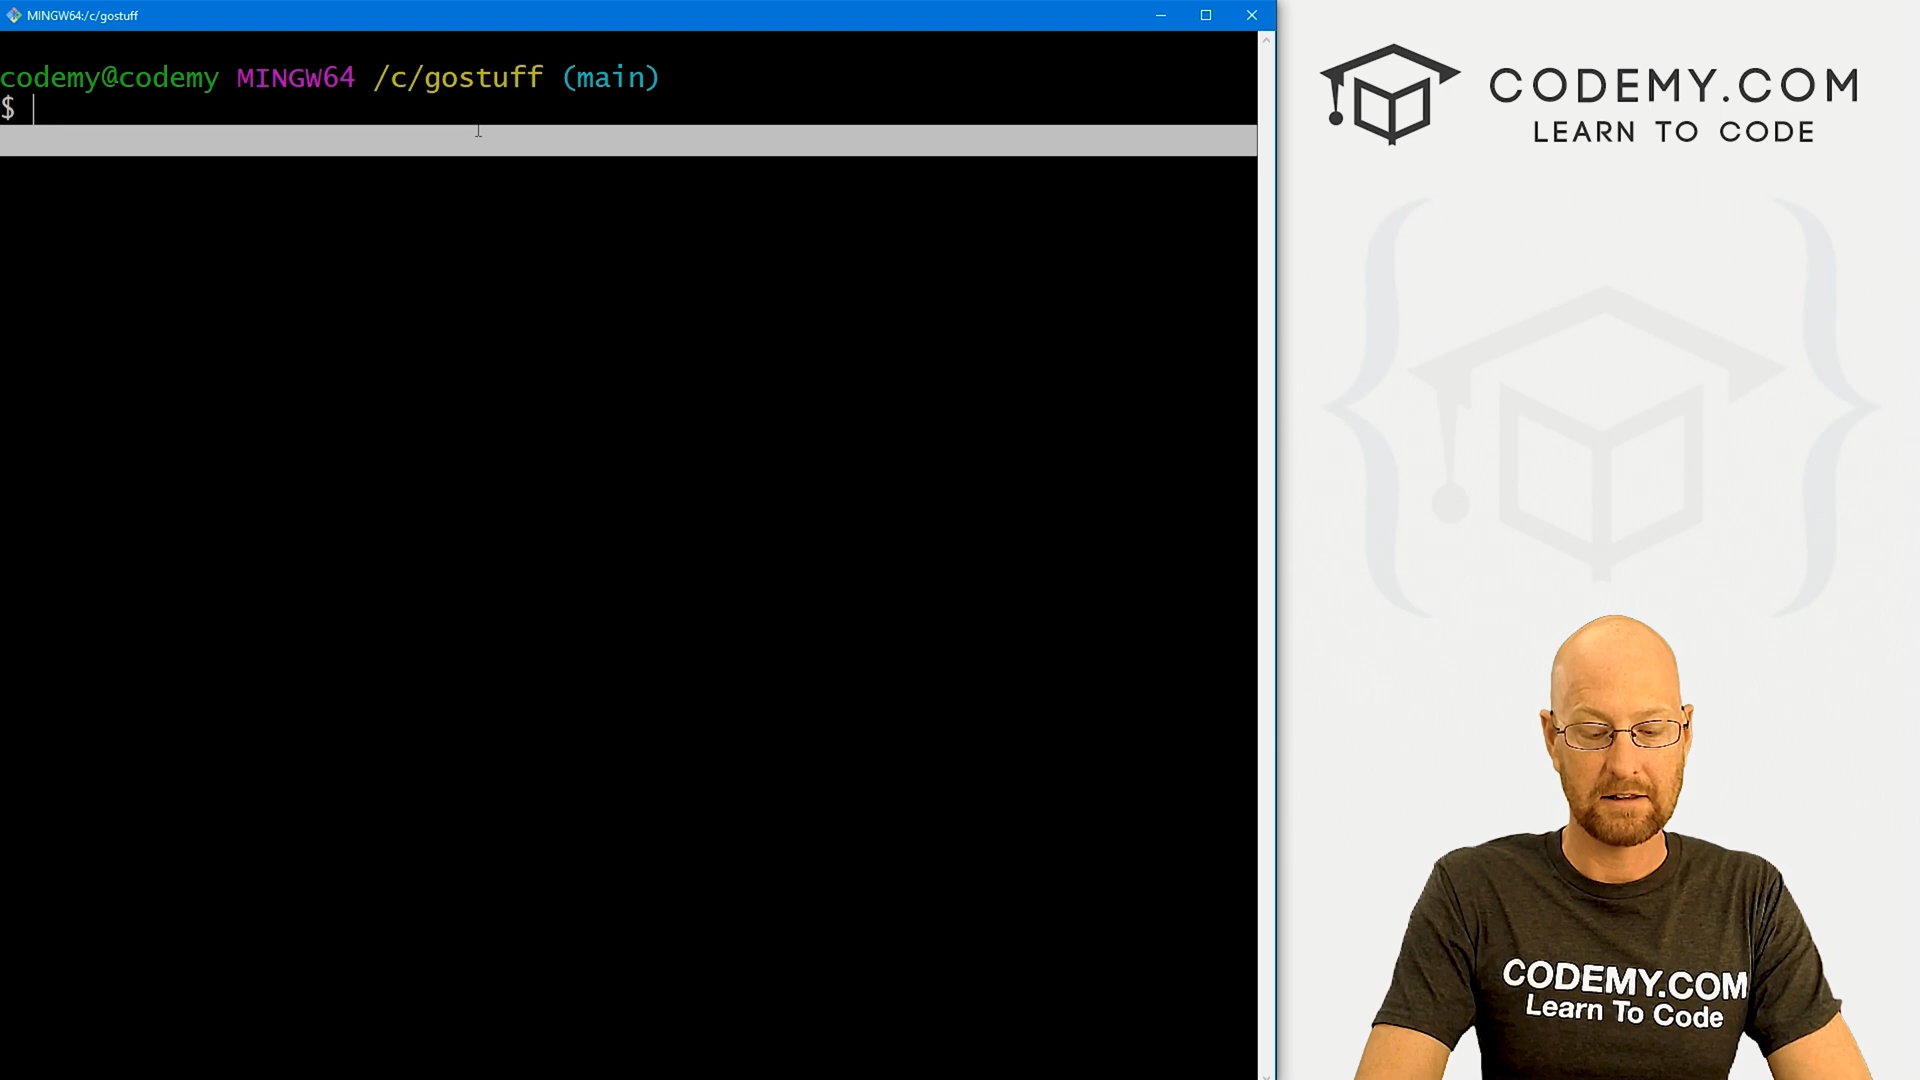 MINGW64:/c/gostuff
codemy@codemy MINGW64 /c/gostuff (main)
$
CODEMY.COM
LEARN TO CODE
CODEMY.COM
Learn To Code